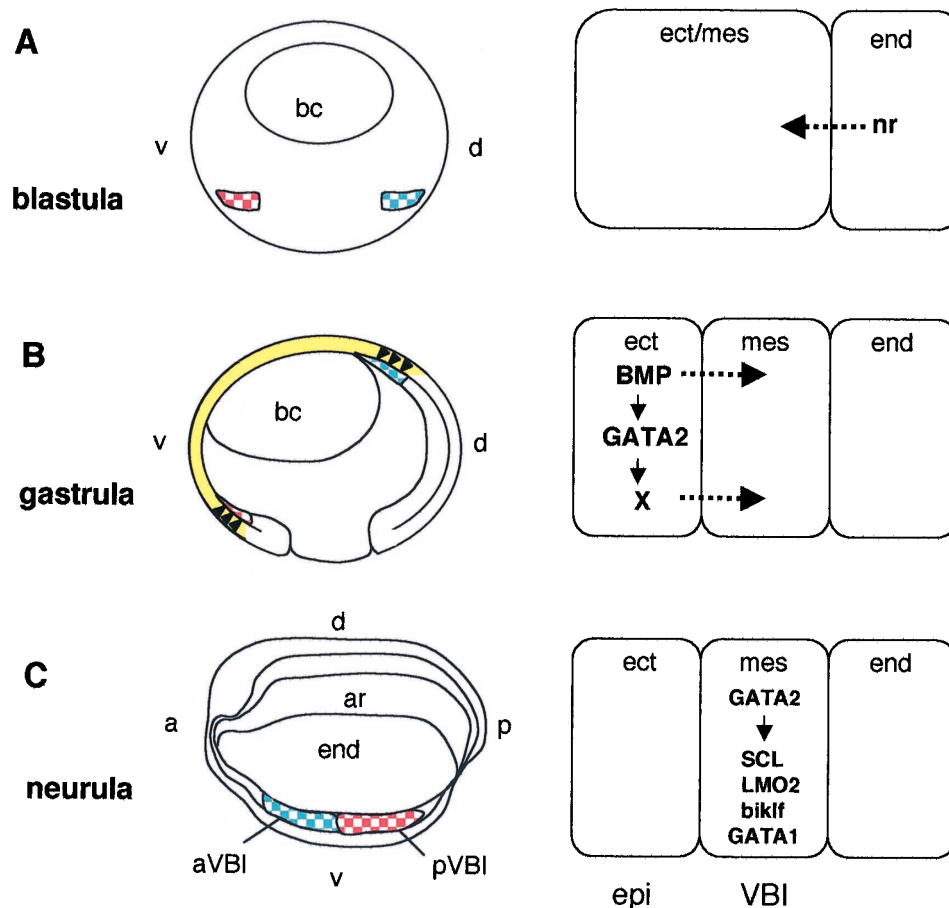 A
bc
v
d
blastula
ect/mes
end
nr
B
bc
v
d
gastrula
ect
mes
end
BMP
GATA2
X
C
d
a
ar
p
end
neurula
aVBI
v
pVBI
ect
mes
end
GATA2
SCL
LMO2
biklf
GATA1
epi
VBI